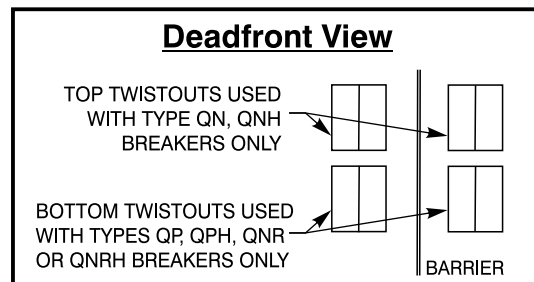 Deadfront View
TOP TWISTOUTS USED
WITH TYPE QN, QNH
BREAKERS ONLY
BOTTOM TWISTOUTS USED
WITH TYPES QP, QPH, QNR
OR QNRH BREAKERS ONLY
BARRIER